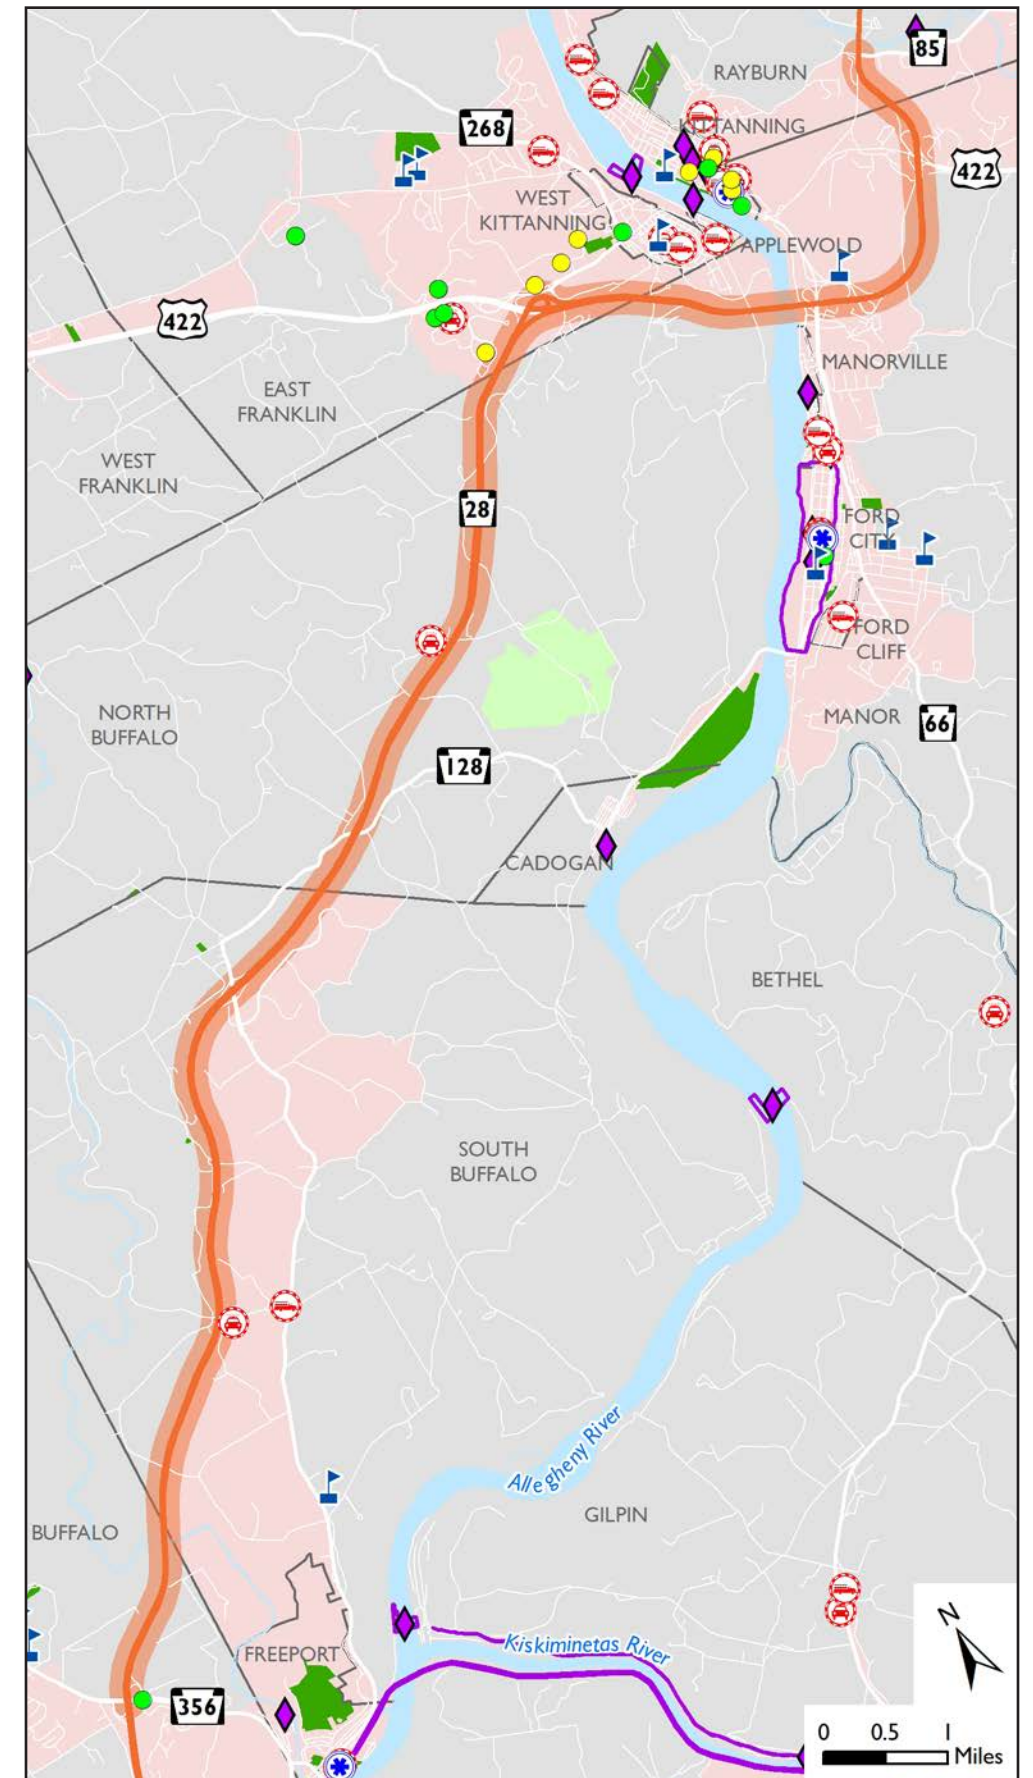 85
RAYBURN
268
KITTANNING
422
WEST
KITTANNING
APPLEWOLD
422
MANORVILLE
EAST
FRANKLIN
WEST
FRANKLIN
28
FORD
CITY
FORD
CLIFF
NORTH
BUFFALO
MANOR
66
128
CADOGAN
BETHEL
SOUTH
BUFFALO
Allegheny River
GILPIN
BUFFALO
N
Kiskiminetas River
FREEPORT
356
0 0.5 1
Miles